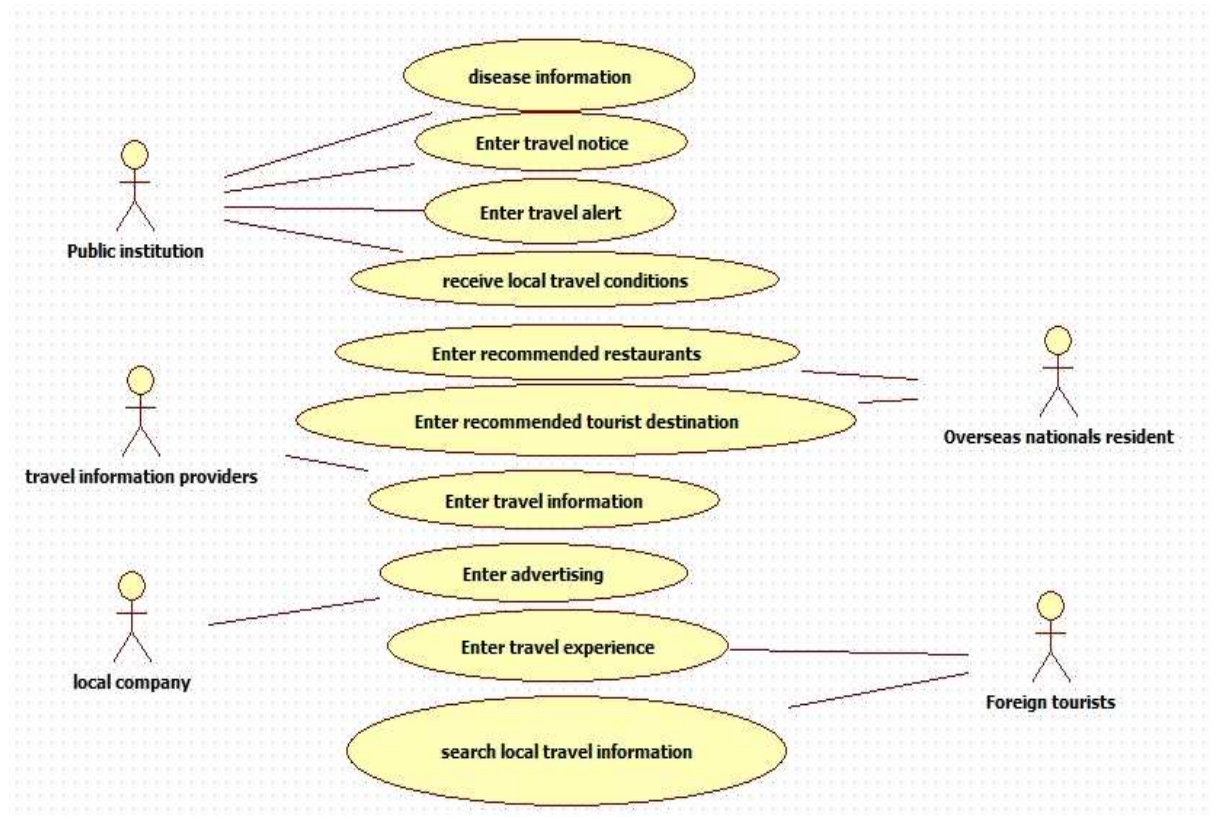 disease information
Enter travel notice
Enter travel alert
Public institution
receive local travel conditions
Enter recommended restaurants
Enter recommended tourist destination
Overseas nationals resident
travel information providers
Enter travel information
Enter advertising
Enter travel experience
local company
Foreign tourists
search local travel information